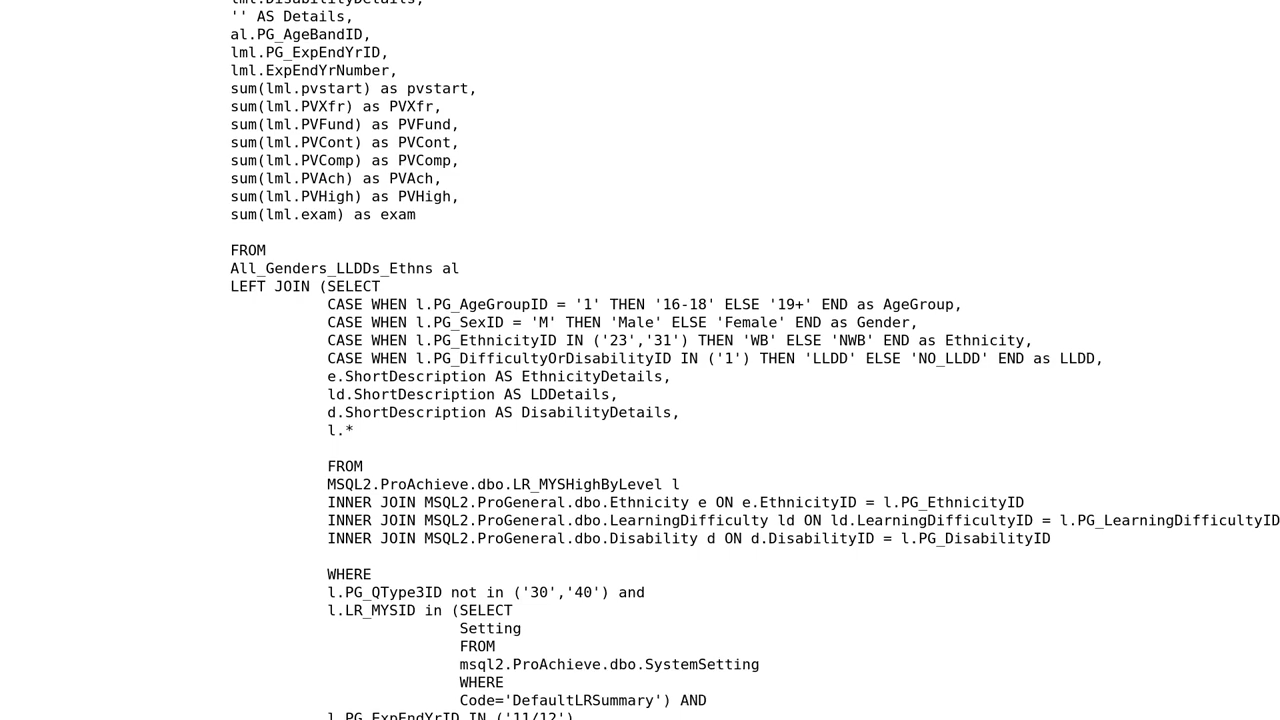 lml.DisabilityDetails,
'' AS Details,
al.PG_AgeBandID,
lml.PG_ExpEndYrID,
lml.ExpEndYrNumber,
sum(lml.pvstart) as pvstart,
sum(lml.PVXfr) as PVXfr,
sum(lml.PVFund) as PVFund,
sum(lml.PVCont) as PVCont,
sum(lml.PVComp) as PVComp,
sum(lml.PVAch) as PVAch,
sum(lml.PVHigh) as PVHigh,
sum(lml.exam) as exam
FROM
All_Genders_LLDDs_Ethns al
LEFT JOIN (SELECT
CASE WHEN l.PG_AgeGroupID = '1' THEN '16-18' ELSE '19+' END as AgeGroup,
CASE WHEN l.PG_SexID = 'M' THEN 'Male' ELSE 'Female' END as Gender,
CASE WHEN l.PG_EthnicityID IN ('23','31') THEN 'WB' ELSE 'NWB' END as Ethnicity,
CASE WHEN l.PG_DifficultyOrDisabilityID IN ('1') THEN 'LLDD' ELSE 'NO_LLDD' END as LLDD,
e.ShortDescription AS EthnicityDetails,
ld.ShortDescription AS LDDetails,
d.ShortDescription AS DisabilityDetails,
l.*
FROM
MSQL2.ProAchieve.dbo.LR_MYSHighByLevel l
INNER JOIN MSQL2.ProGeneral.dbo.Ethnicity e ON e.EthnicityID = l.PG_EthnicityID
INNER JOIN MSQL2.ProGeneral.dbo.LearningDifficulty ld ON ld.LearningDifficultyID = l.PG_LearningDifficultyID
INNER JOIN MSQL2.ProGeneral.dbo.Disability d ON d.DisabilityID = l.PG_DisabilityID
WHERE
l.PG_QType3ID not in ('30','40') and
l.LR_MYSID in (SELECT
Setting
FROM
msql2.ProAchieve.dbo.SystemSetting
WHERE
Code='DefaultLRSummary') AND
l.PG_ExpEndYrID IN ('11/12')